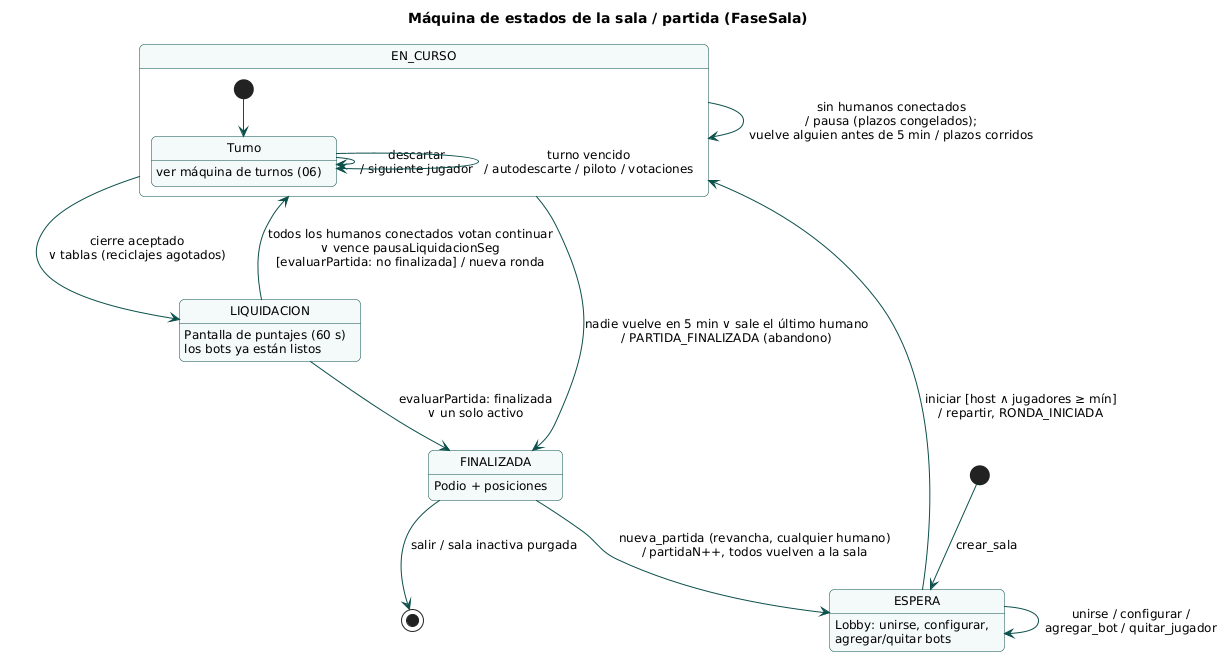 Máquina de estados de la sala / partida (FaseSala)
EN_CURSO
Turno
ver máquina de turnos (06)
descartar
/ siguiente jugador
turno vencido
/ autodescarte / piloto / votaciones
sin humanos conectados
/ pausa (plazos congelados);
vuelve alguien antes de 5 min / plazos corridos
cierre aceptado
∨ tablas (reciclajes agotados)
todos los humanos conectados votan continuar
∨ vence pausaLiquidacionSeg
[evaluarPartida: no finalizada] / nueva ronda
LIQUIDACION
Pantalla de puntajes (60 s)
los bots ya están listos
nadie vuelve en 5 min ∨ sale el último humano
/ PARTIDA_FINALIZADA (abandono)
evaluarPartida: finalizada
∨ un solo activo
iniciar [host ∧ jugadores ≥ mín]
/ repartir, RONDA_INICIADA
FINALIZADA
Podio + posiciones
salir / sala inactiva purgada
nueva_partida (revancha, cualquier humano)
/ partidaN++, todos vuelven a la sala
crear_sala
ESPERA
Lobby: unirse, configurar,
agregar/quitar bots
unirse / configurar /
agregar_bot / quitar_jugador